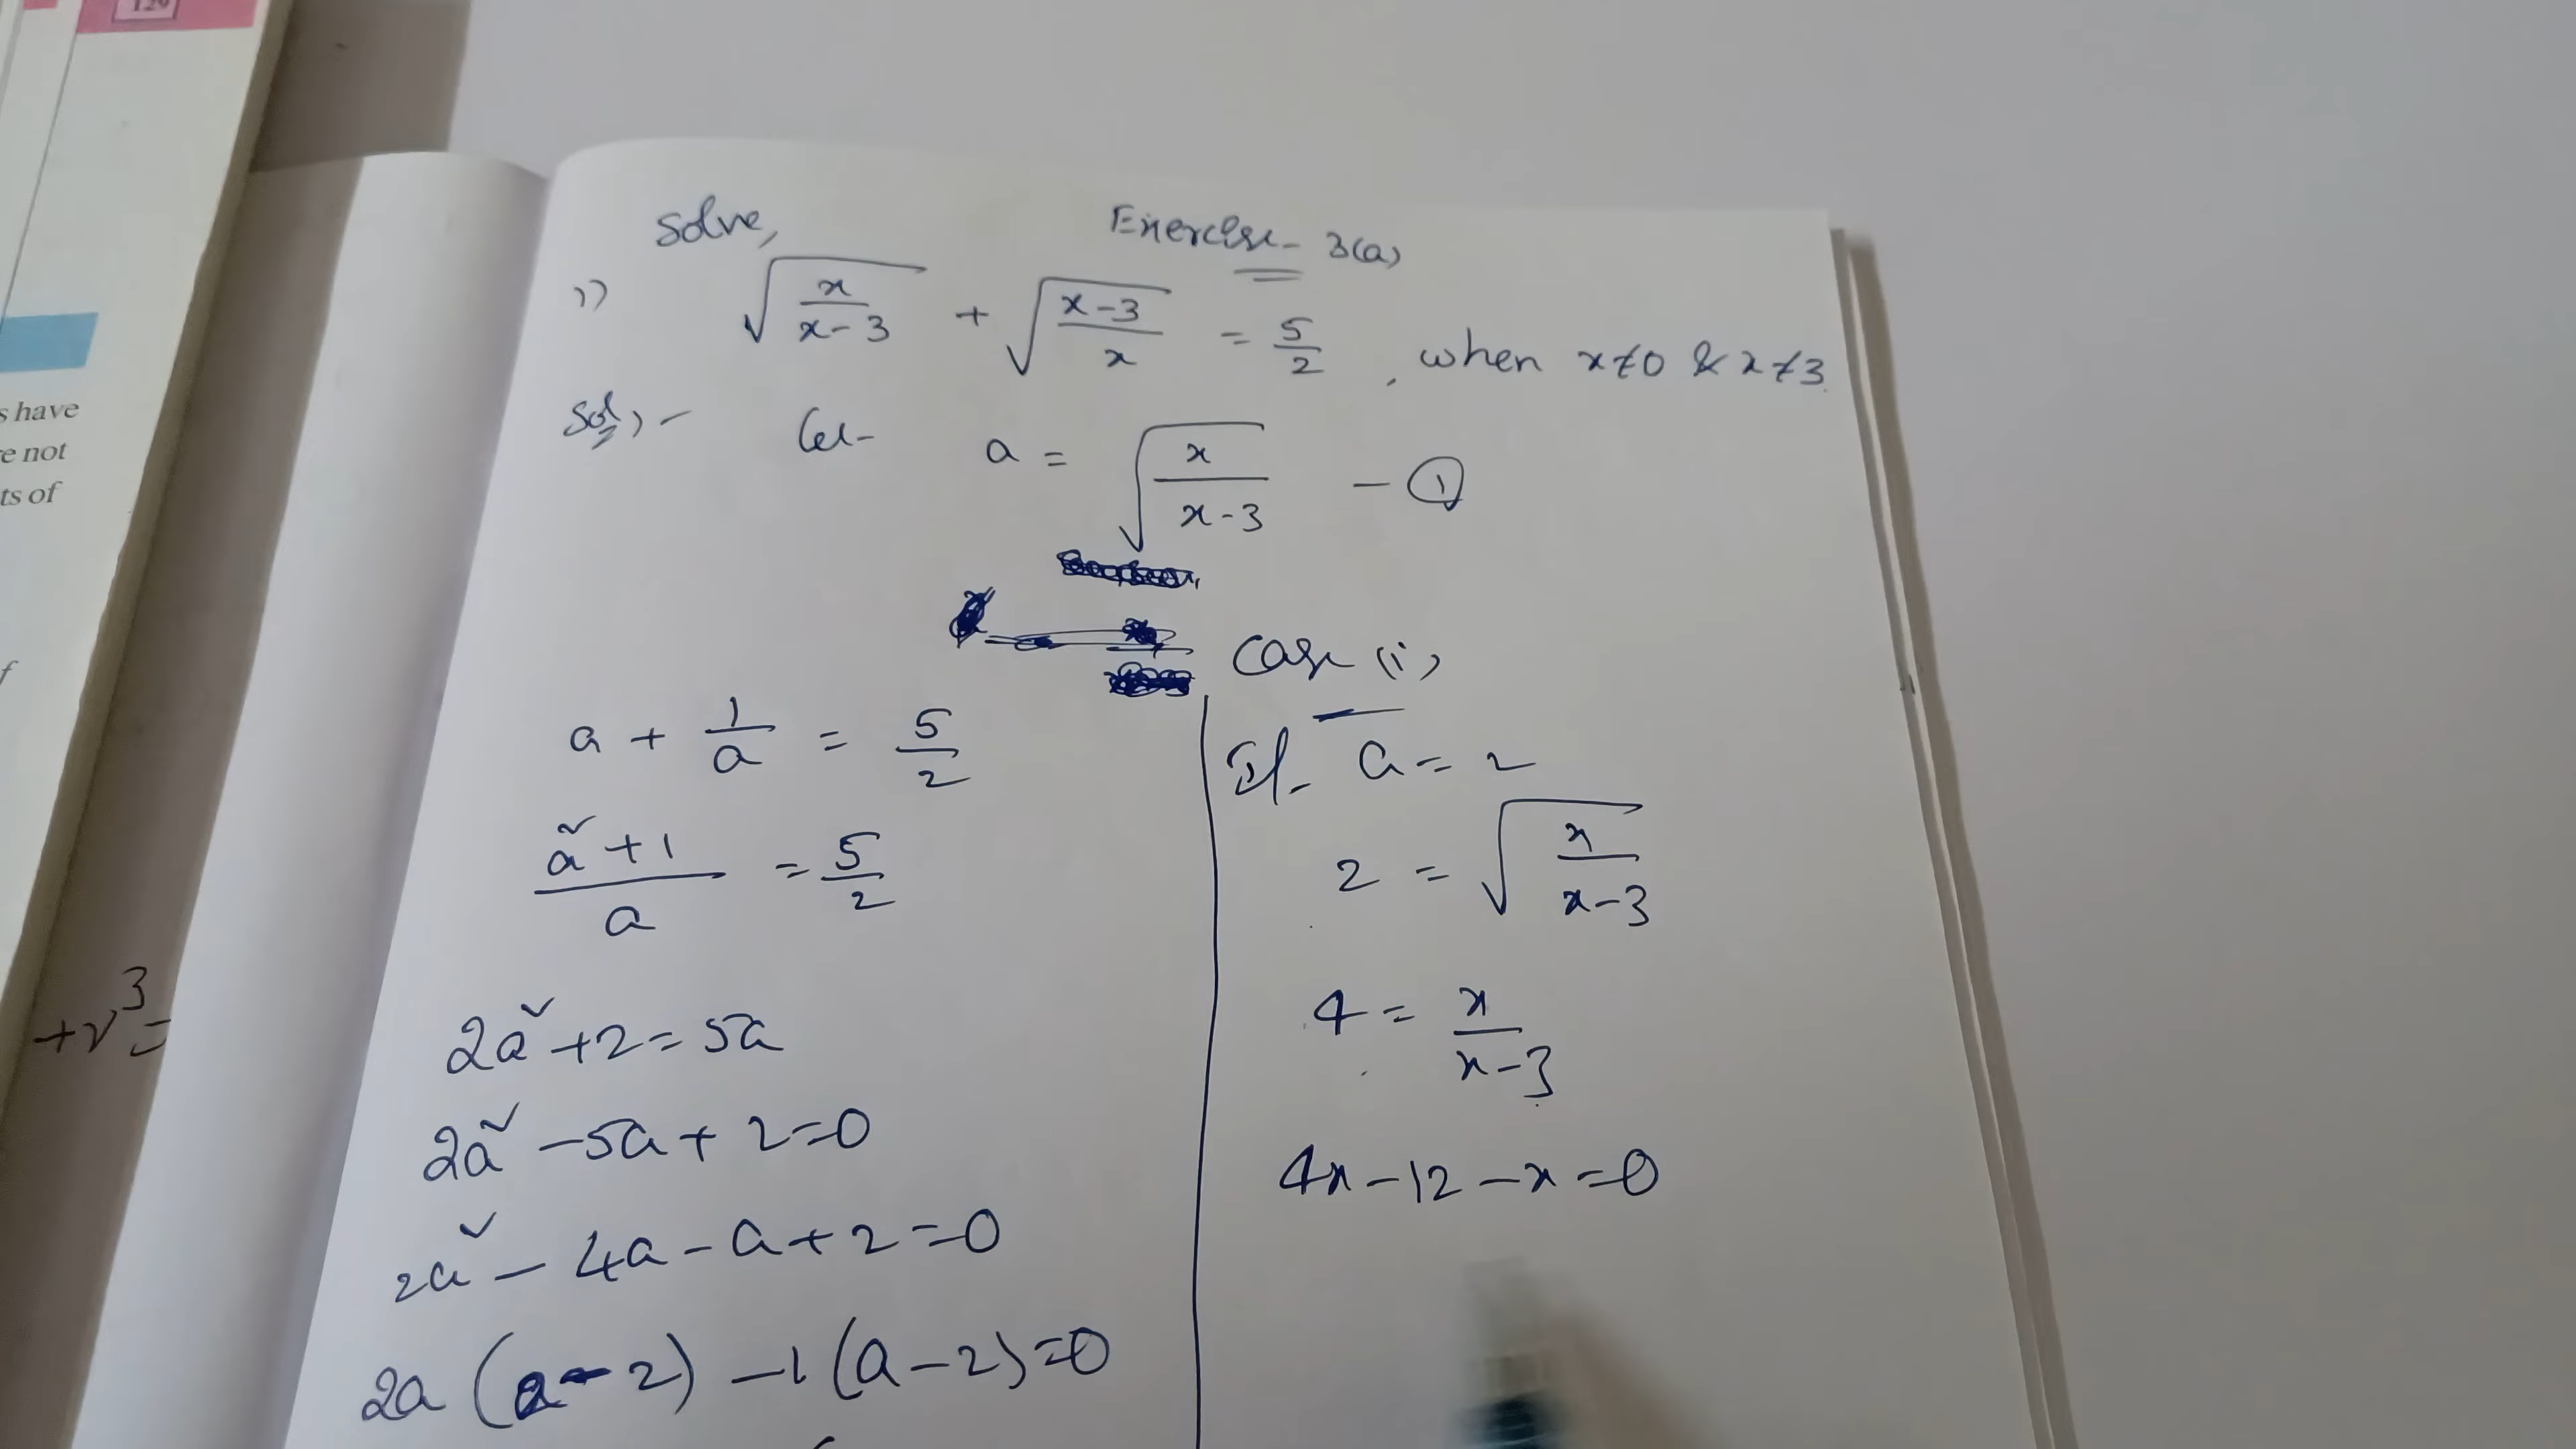 129
s have
e not
ts of
f
+v³=
Solve, Exercise - 3(a)
1) √(x/(x-3)) + √((x-3)/x) = 5/2, when x≠0 & x≠3
Sol:- Let a = √(x/(x-3)) - ①
a + 1/a = 5/2
(a²+1)/a = 5/2
2a²+2=5a
2a²-5a+2=0
2a²-4a-a+2=0
2a(a-2)-1(a-2)=0
Case (i)
If a=2
2 = √(x/(x-3))
4 = x/(x-3)
4x-12-x=0